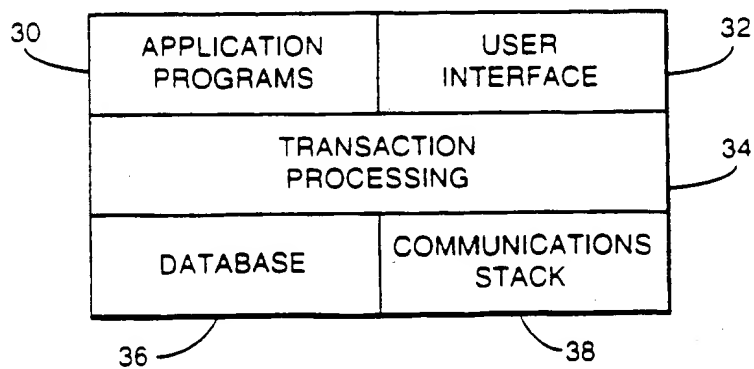 30
APPLICATION
PROGRAMS
USER
INTERFACE
32
TRANSACTION
PROCESSING
34
DATABASE
COMMUNICATIONS
STACK
36
38